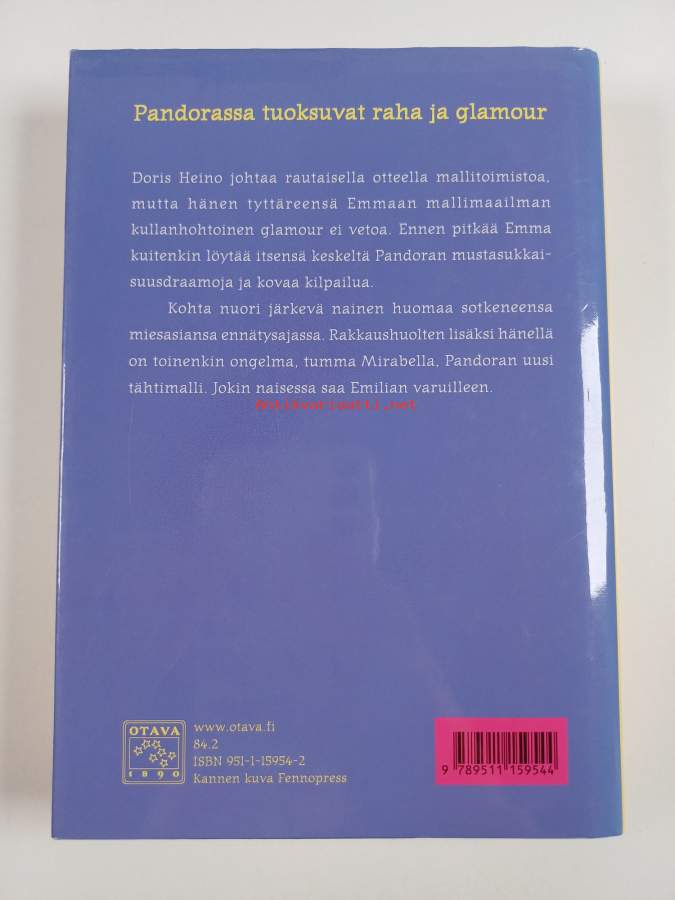 Pandorassa tuoksuvat raha ja glamour
Doris Heino johtaa rautaisella otteella mallitoimistoa,
mutta hänen tyttäreensä Emmaan mallimaailman
kullanhohtoinen glamour ei vetoa. Ennen pitkää Emma
kuitenkin löytää itsensä keskeltä Pandoran mustasukkai-
suusdraamoja ja kovaa kilpailua.
Kohta nuori järkevä nainen huomaa sotkeneensa
miesasiansa ennätysajassa. Rakkaushuolten lisäksi hänellä
on toinenkin ongelma, tumma Mirabella, Pandoran uusi
tähtimalli. Jokin naisessa saa Emilian varuilleen.
Antikvariaatti.net
OTAVA
1890
www.otava.fi
84.2
ISBN 951-1-15954-2
Kannen kuva Fennopress
9 789511 159544